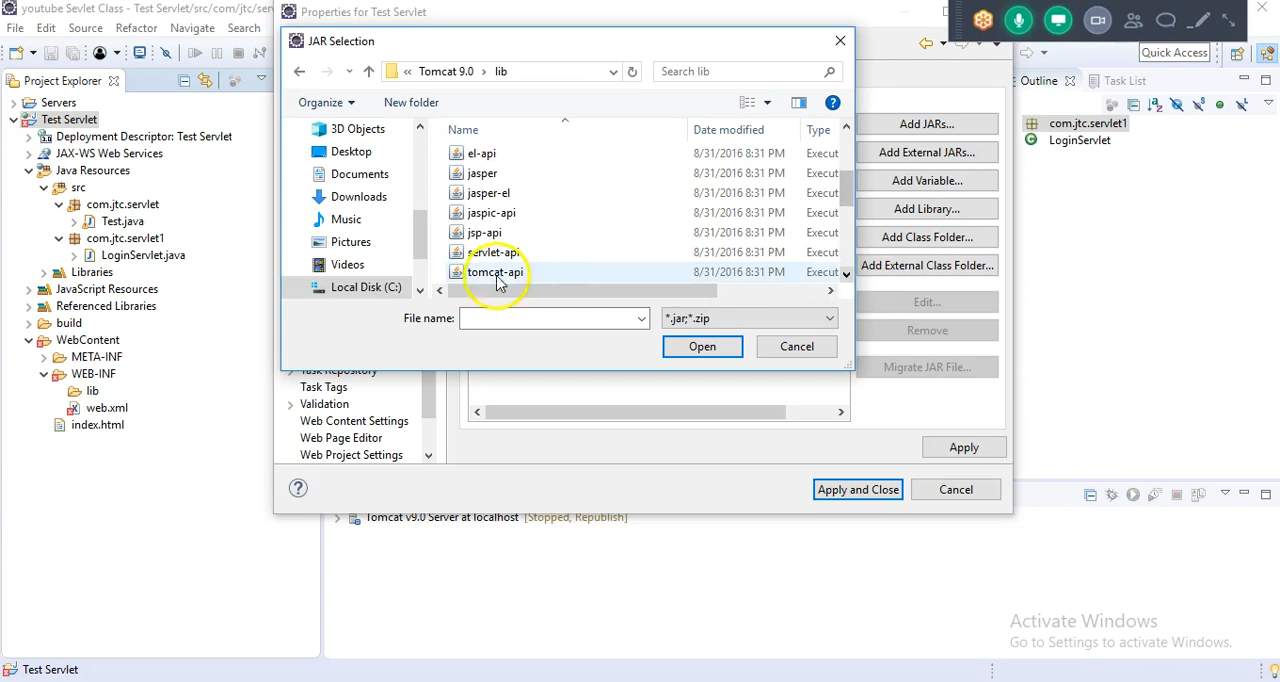 youtube Sevlet Class - Test Servlet/src/com/jtc/ser
Properties for Test Servlet
File Edit Source Refactor Navigate Search
JAR Selection
« Tomcat 9.0 › lib
Search lib
Quick Access
Project Explorer
Outline
Task List
Organize
New folder
Servers
Test Servlet
Deployment Descriptor: Test Servlet
JAX-WS Web Services
Java Resources
src
com.jtc.servlet
Test.java
com.jtc.servlet1
LoginServlet.java
Libraries
JavaScript Resources
Referenced Libraries
build
WebContent
META-INF
WEB-INF
lib
web.xml
index.html
3D Objects
Desktop
Documents
Downloads
Music
Pictures
Videos
Local Disk (C:)
Name Date modified Type
el-api 8/31/2016 8:31 PM Execut
jasper 8/31/2016 8:31 PM Execut
jasper-el 8/31/2016 8:31 PM Execut
jaspic-api 8/31/2016 8:31 PM Execut
jsp-api 8/31/2016 8:31 PM Execut
servlet-api 8/31/2016 8:31 PM Execut
tomcat-api 8/31/2016 8:31 PM Execut
File name:
*.jar;*.zip
Open
Cancel
Add JARs...
Add External JARs...
Add Variable...
Add Library...
Add Class Folder...
Add External Class Folder...
Edit...
Remove
Migrate JAR File...
com.jtc.servlet1
LoginServlet
Task Repository
Task Tags
Validation
Web Content Settings
Web Page Editor
Web Project Settings
Apply
Apply and Close
Cancel
Tomcat v9.0 Server at localhost [Stopped, Republish]
Activate Windows
Go to Settings to activate Windows.
Test Servlet